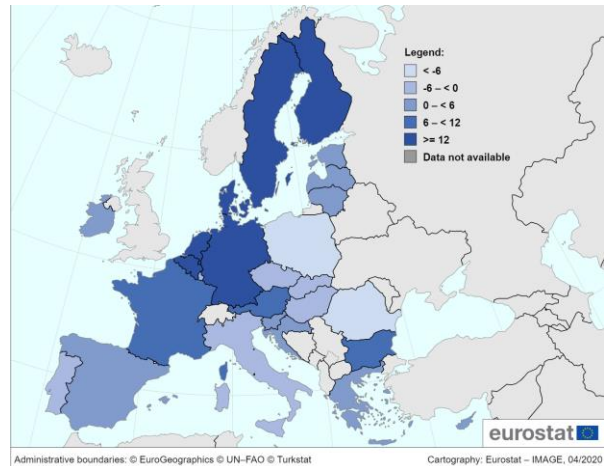 Legend:
< -6
-6 – < 0
0 – < 6
6 – < 12
>= 12
Data not available
eurostat
Administrative boundaries: © EuroGeographics © UN–FAO © Turkstat
Cartography: Eurostat – IMAGE, 04/2020